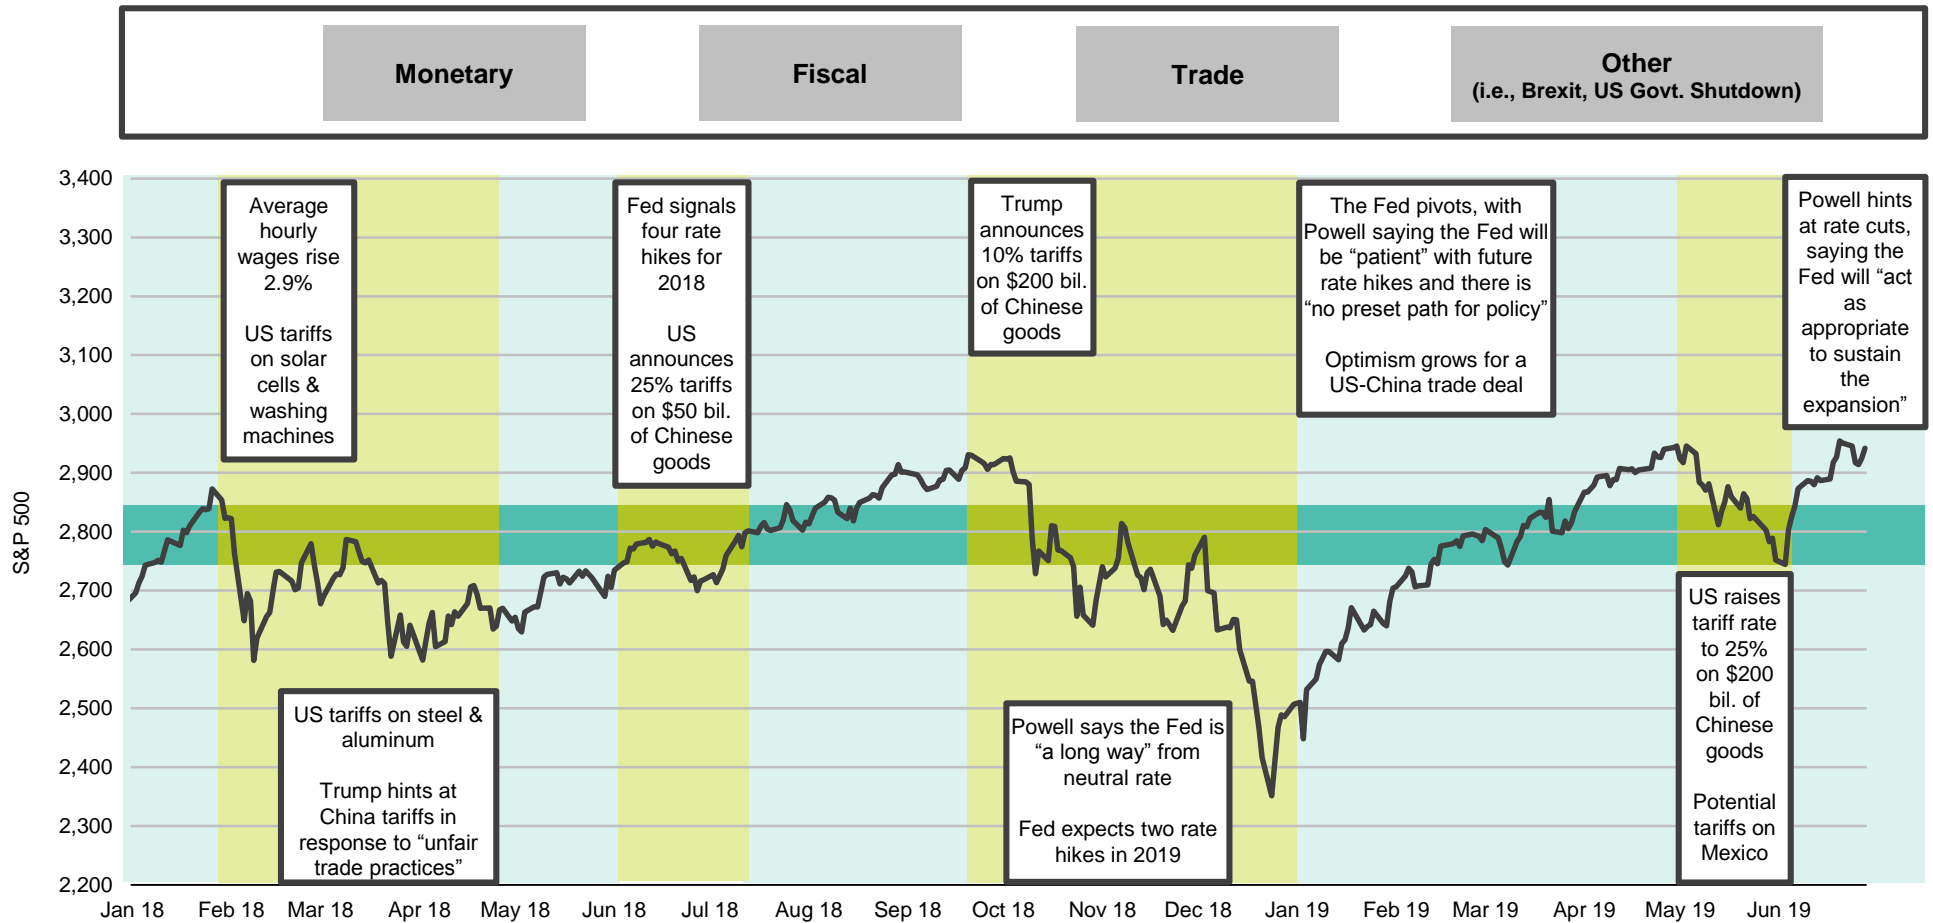 Monetary
Fiscal
Trade
Other
(i.e., Brexit, US Govt. Shutdown)
S&P 500
3,400
3,300
3,200
3,100
3,000
2,900
2,800
2,700
2,600
2,500
2,400
2,300
2,200
Average
hourly
wages rise
2.9%
US tariffs
on solar
cells &
washing
machines
US tariffs on steel &
aluminum
Trump hints at
China tariffs in
response to “unfair
trade practices”
Fed signals
four rate
hikes for
2018
US
announces
25% tariffs
on $50 bil.
of Chinese
goods
Trump
announces
10% tariffs
on $200 bil.
of Chinese
goods
Powell says the Fed is
“a long way” from
neutral rate
Fed expects two rate
hikes in 2019
The Fed pivots, with
Powell saying the Fed will
be “patient” with future
rate hikes and there is
“no preset path for policy”
Optimism grows for a
US-China trade deal
US raises
tariff rate
to 25%
on $200
bil. of
Chinese
goods
Potential
tariffs on
Mexico
Powell hints
at rate cuts,
saying the
Fed will “act
as
appropriate
to sustain
the
expansion”
Jan 18 Feb 18 Mar 18 Apr 18 May 18 Jun 18 Jul 18 Aug 18 Sep 18 Oct 18 Nov 18 Dec 18 Jan 19 Feb 19 Mar 19 Apr 19 May 19 Jun 19